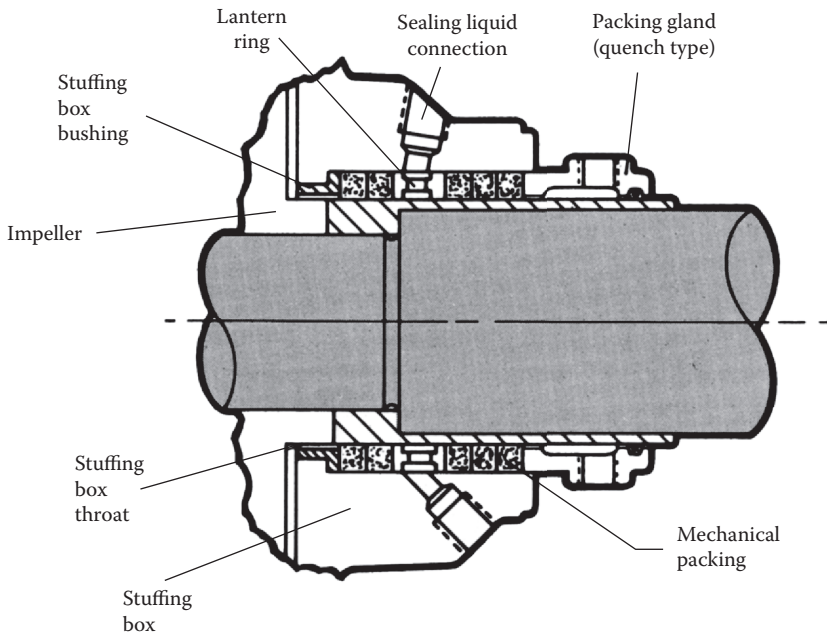 Lantern
ring
Sealing liquid
connection
Packing gland
(quench type)
Stuffing
box
bushing
Impeller
Stuffing
box
throat
Mechanical
packing
Stuffing
box